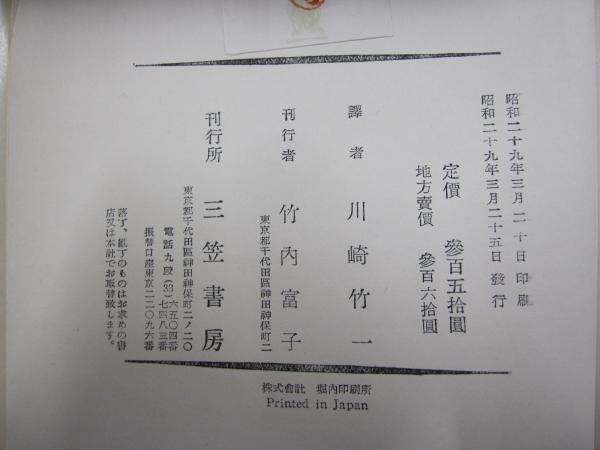 昭和二十九年三月二十日 印刷
昭和二十九年三月二十五日 發行
定價 參百五拾圓
地方賣價 參百六拾圓
譯者 川崎竹一
刊行者 竹內富子
東京都千代田區神田神保町二
刊行所 三笠書房
東京都千代田區神田神保町二ノ二〇
電話九段(33)六五〇四番
七四八三番
振替口座東京二二〇九六番
落丁、亂丁のものはお求めの書
店又は本社でお取替致します。
株式會社 堀內印刷所
Printed in Japan